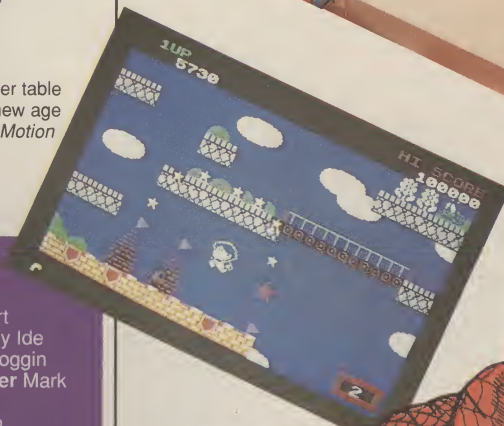 er table
new age
Motion
1UP
5730
HI SCORE
100000
rt
y Ide
oggin
er Mark
2